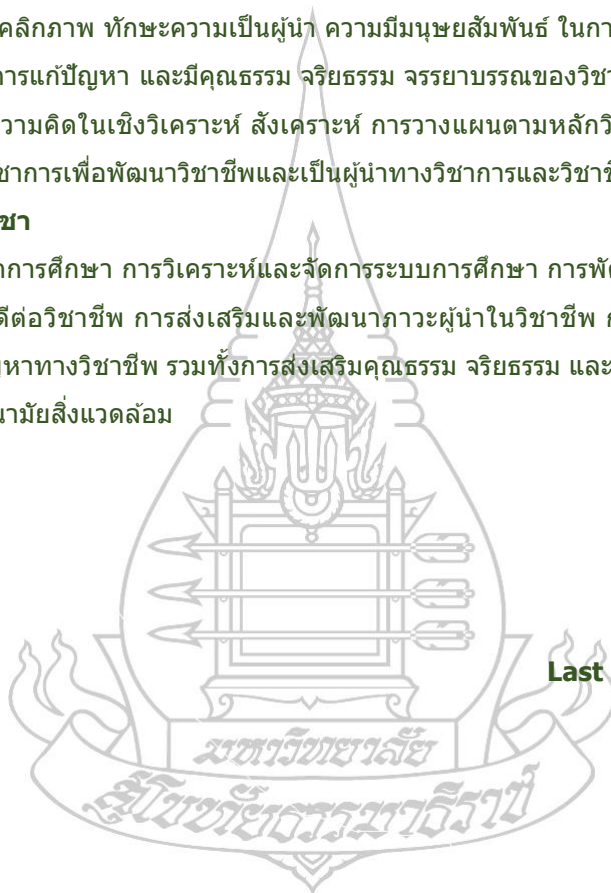 คลิกภาพ ทักษะความเป็นผู้นำ ความมีมนุษยสัมพันธ์ ในกา
การแก้ปัญหา และมีคุณธรรม จริยธรรม จรรยาบรรณของวิชา
วามคิดในเชิงวิเคราะห์ สังเคราะห์ การวางแผนตามหลักวิ
ชาการเพื่อพัฒนาวิชาชีพและเป็นผู้นำทางวิชาการและวิชาชี
ชา
การศึกษา การวิเคราะห์และจัดการระบบการศึกษา การพั
ดีต่อวิชาชีพ การส่งเสริมและพัฒนาภาวะผู้นำในวิชาชีพ ก
ญหาทางวิชาชีพ รวมทั้งการส่งเสริมคุณธรรม จริยธรรม และ
นามัยสิ่งแวดล้อม
Last
มหาวิทยาลัย
สุโขทัยธรรมาธิราช